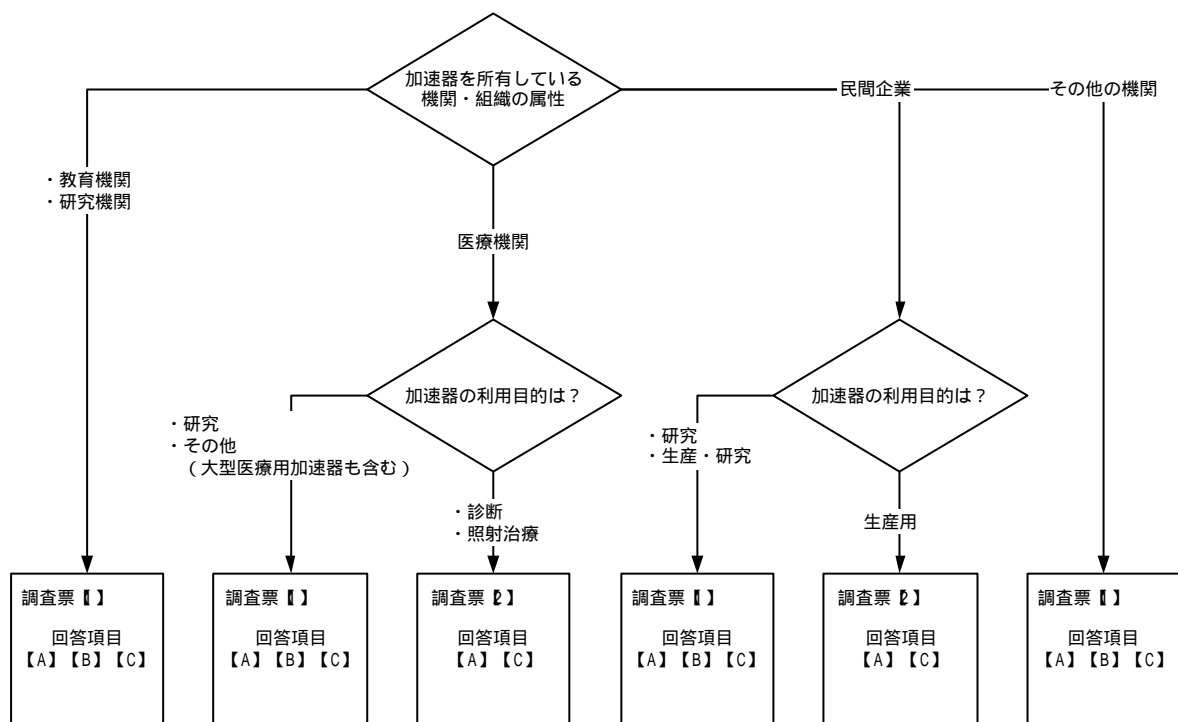 加速器を所有している
機関・組織の属性
民間企業
その他の機関
・教育機関
・研究機関
医療機関
加速器の利用目的は？
加速器の利用目的は？
・研究
・その他
（大型医療用加速器も含む）
・研究
・生産・研究
・診断
・照射治療
生産用
調査票【1】
回答項目
【A】【B】【C】
調査票【1】
回答項目
【A】【B】【C】
調査票【2】
回答項目
【A】【C】
調査票【1】
回答項目
【A】【B】【C】
調査票【2】
回答項目
【A】【C】
調査票【1】
回答項目
【A】【B】【C】